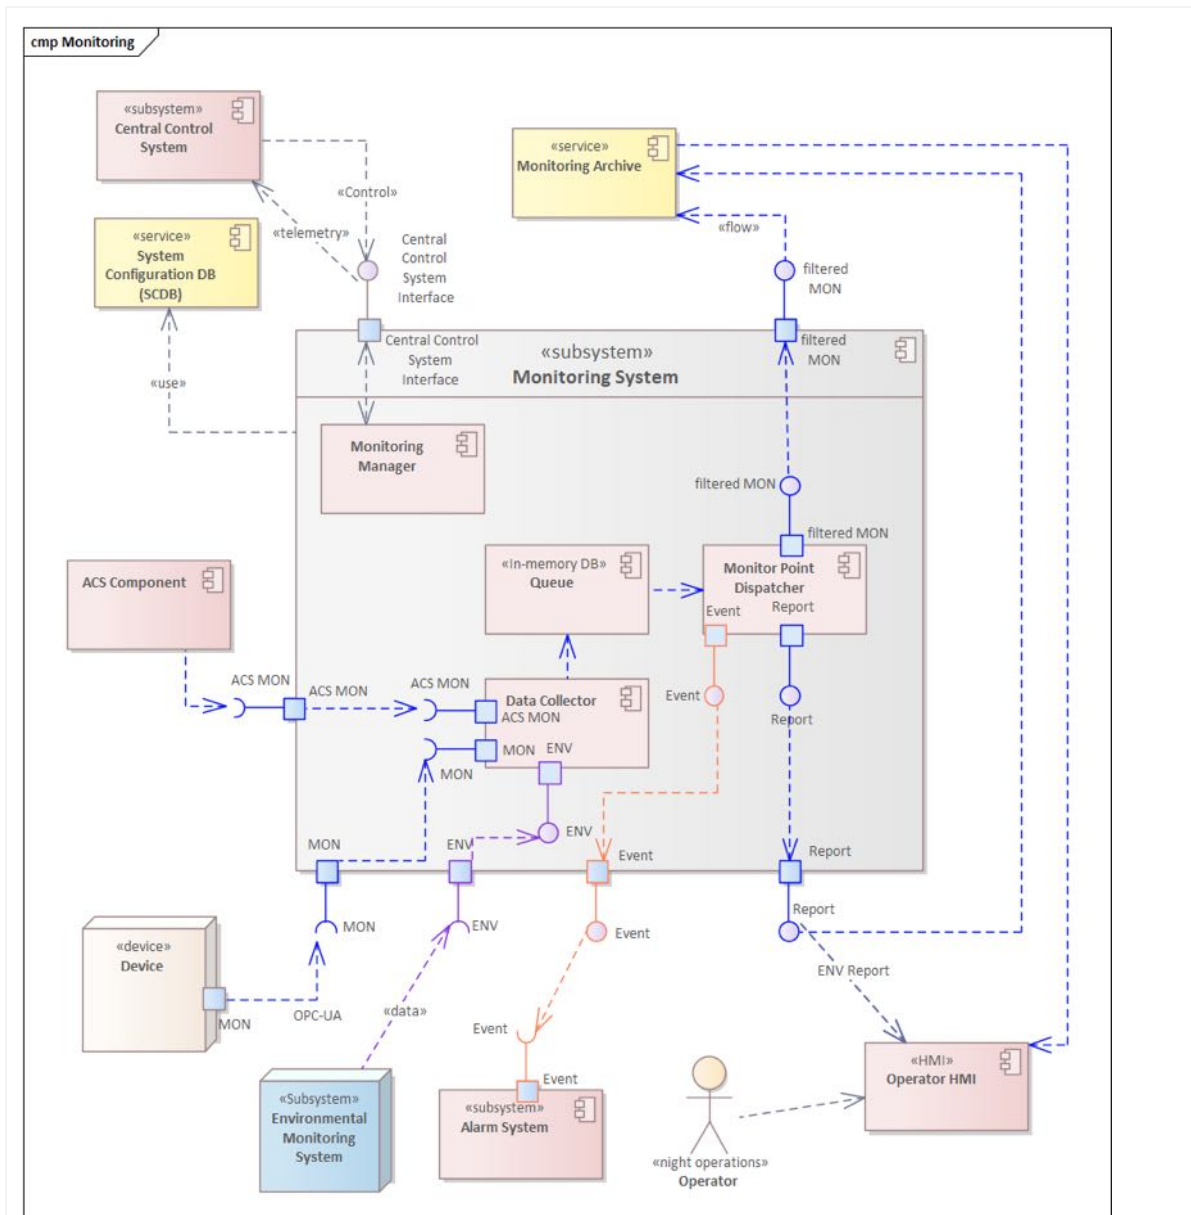 cmp Monitoring
«subsystem»
Central Control
System
«Control»
«telemetry»
Central
Control
System
Interface
«service»
System
Configuration DB
(SCDB)
«use»
«service»
Monitoring Archive
«flow»
filtered
MON
filtered
MON
Central Control
System
Interface
«subsystem»
Monitoring System
Monitoring
Manager
filtered MON
filtered MON
ACS Component
«In-memory DB»
Queue
Monitor Point
Dispatcher
Event
Report
ACS MON
ACS MON
ACS MON
Data Collector
ACS MON
MON
ENV
MON
Event
Report
ENV
MON
ENV
Event
Report
MON
ENV
Event
Report
ENV Report
«device»
Device
MON
OPC-UA
«data»
Event
Event
«Subsystem»
Environmental
Monitoring
System
«subsystem»
Alarm System
«night operations»
Operator
«HMI»
Operator HMI